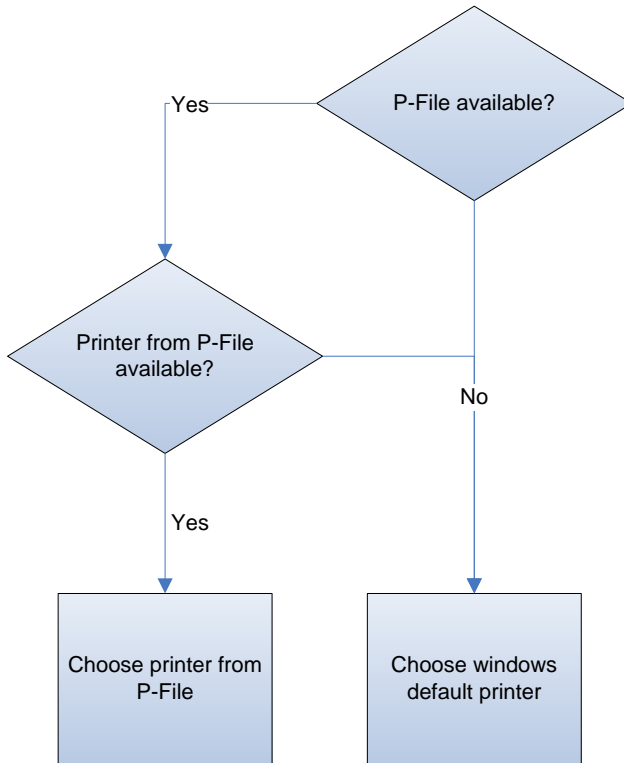 P-File available?
Yes
Printer from P-File
available?
No
Yes
Choose printer from
P-File
Choose windows
default printer